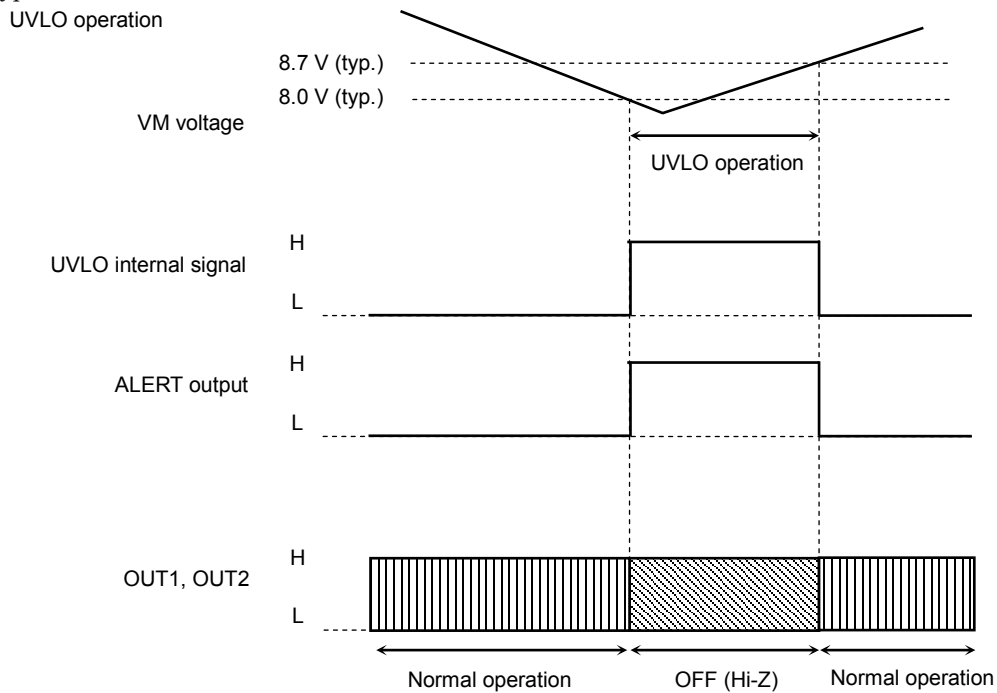 UVLO operation
8.7 V (typ.)
8.0 V (typ.)
VM voltage
UVLO operation
H
UVLO internal signal
L
H
ALERT output
L
H
OUT1, OUT2
L
Normal operation
OFF (Hi-Z)
Normal operation